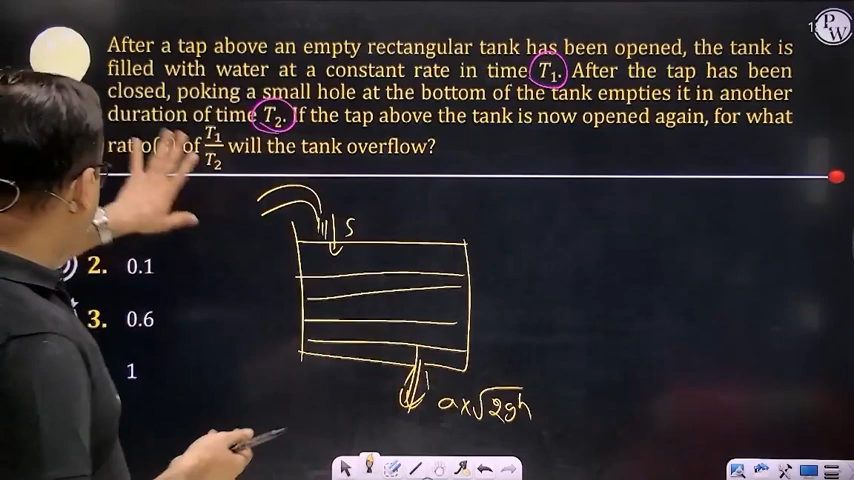 After a tap above an empty rectangular tank has been opened, the tank is
filled with water at a constant rate in time T₁. After the tap has been
closed, poking a small hole at the bottom of the tank empties it in another
duration of time T₂. If the tap above the tank is now opened again, for what
of T₁/T₂ will the tank overflow?
S
2. 0.1
3. 0.6
1
a×√2gh
P
W